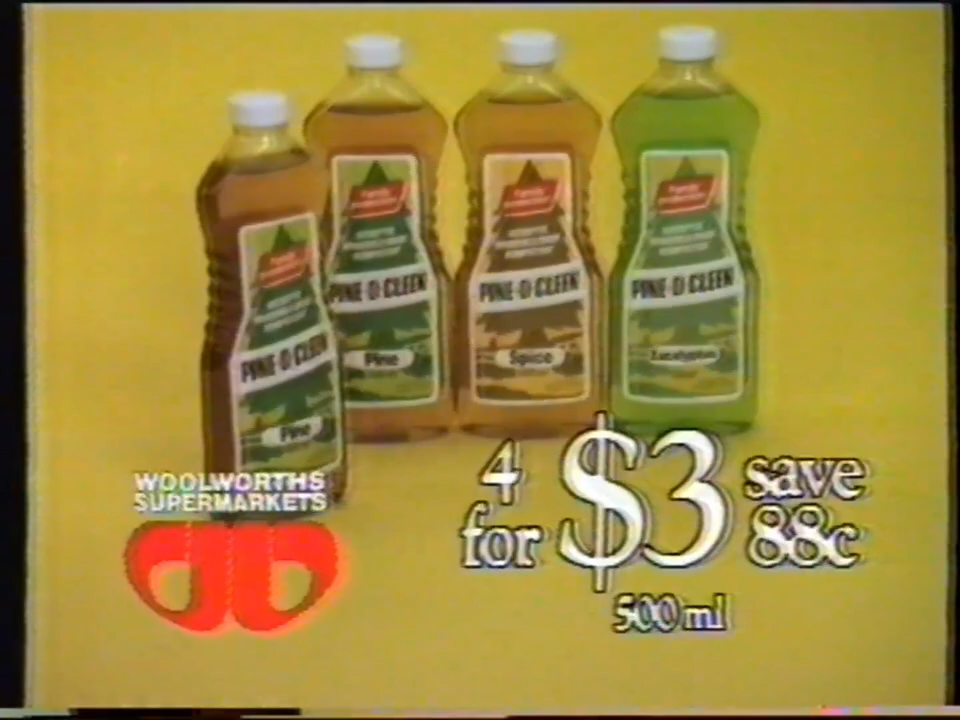 PINE O CLEEN
Pine
PINE O CLEEN
Pine
PINE O CLEEN
Spice
PINE O CLEEN
Eucalyptus
WOOLWORTHS
SUPERMARKETS
4 for $3 save 88c
500ml